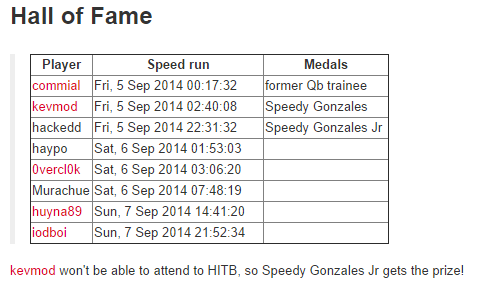 Hall of Fame
Player Speed run Medals
commial Fri, 5 Sep 2014 00:17:32 former Qb trainee
kevmod Fri, 5 Sep 2014 02:40:08 Speedy Gonzales
hackedd Fri, 5 Sep 2014 22:31:32 Speedy Gonzales Jr
haypo Sat, 6 Sep 2014 01:53:03
0vercl0k Sat, 6 Sep 2014 03:06:20
Murachue Sat, 6 Sep 2014 07:48:19
huyna89 Sun, 7 Sep 2014 14:41:20
iodboi Sun, 7 Sep 2014 21:52:34
kevmod won't be able to attend to HITB, so Speedy Gonzales Jr gets the prize!